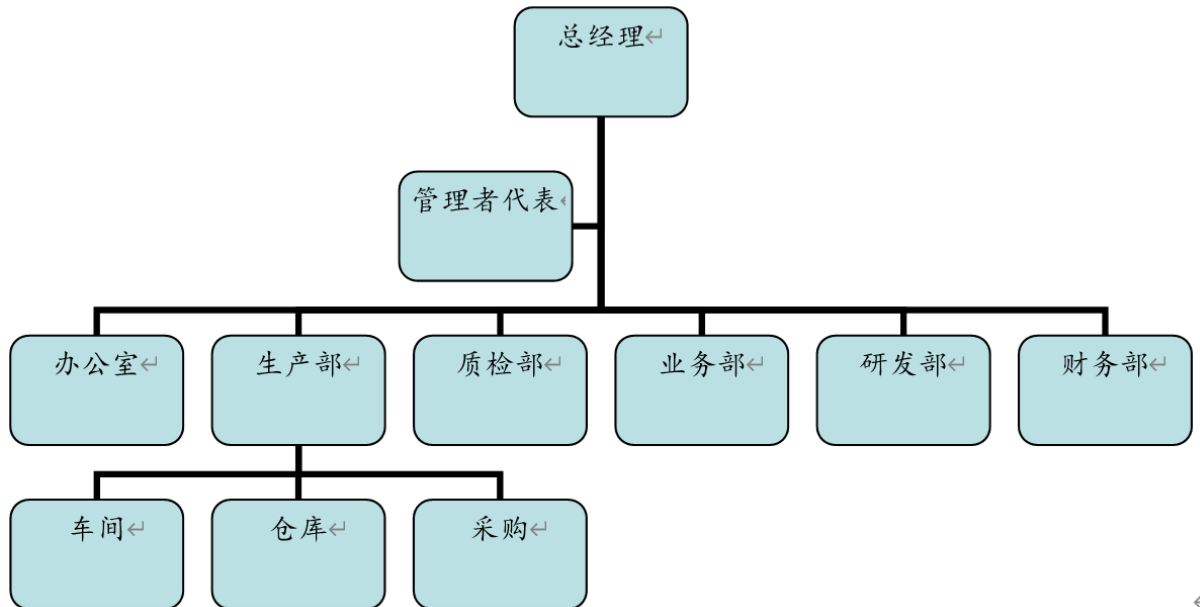 总经理
管理者代表
办公室
生产部
质检部
业务部
研发部
财务部
车间
仓库
采购